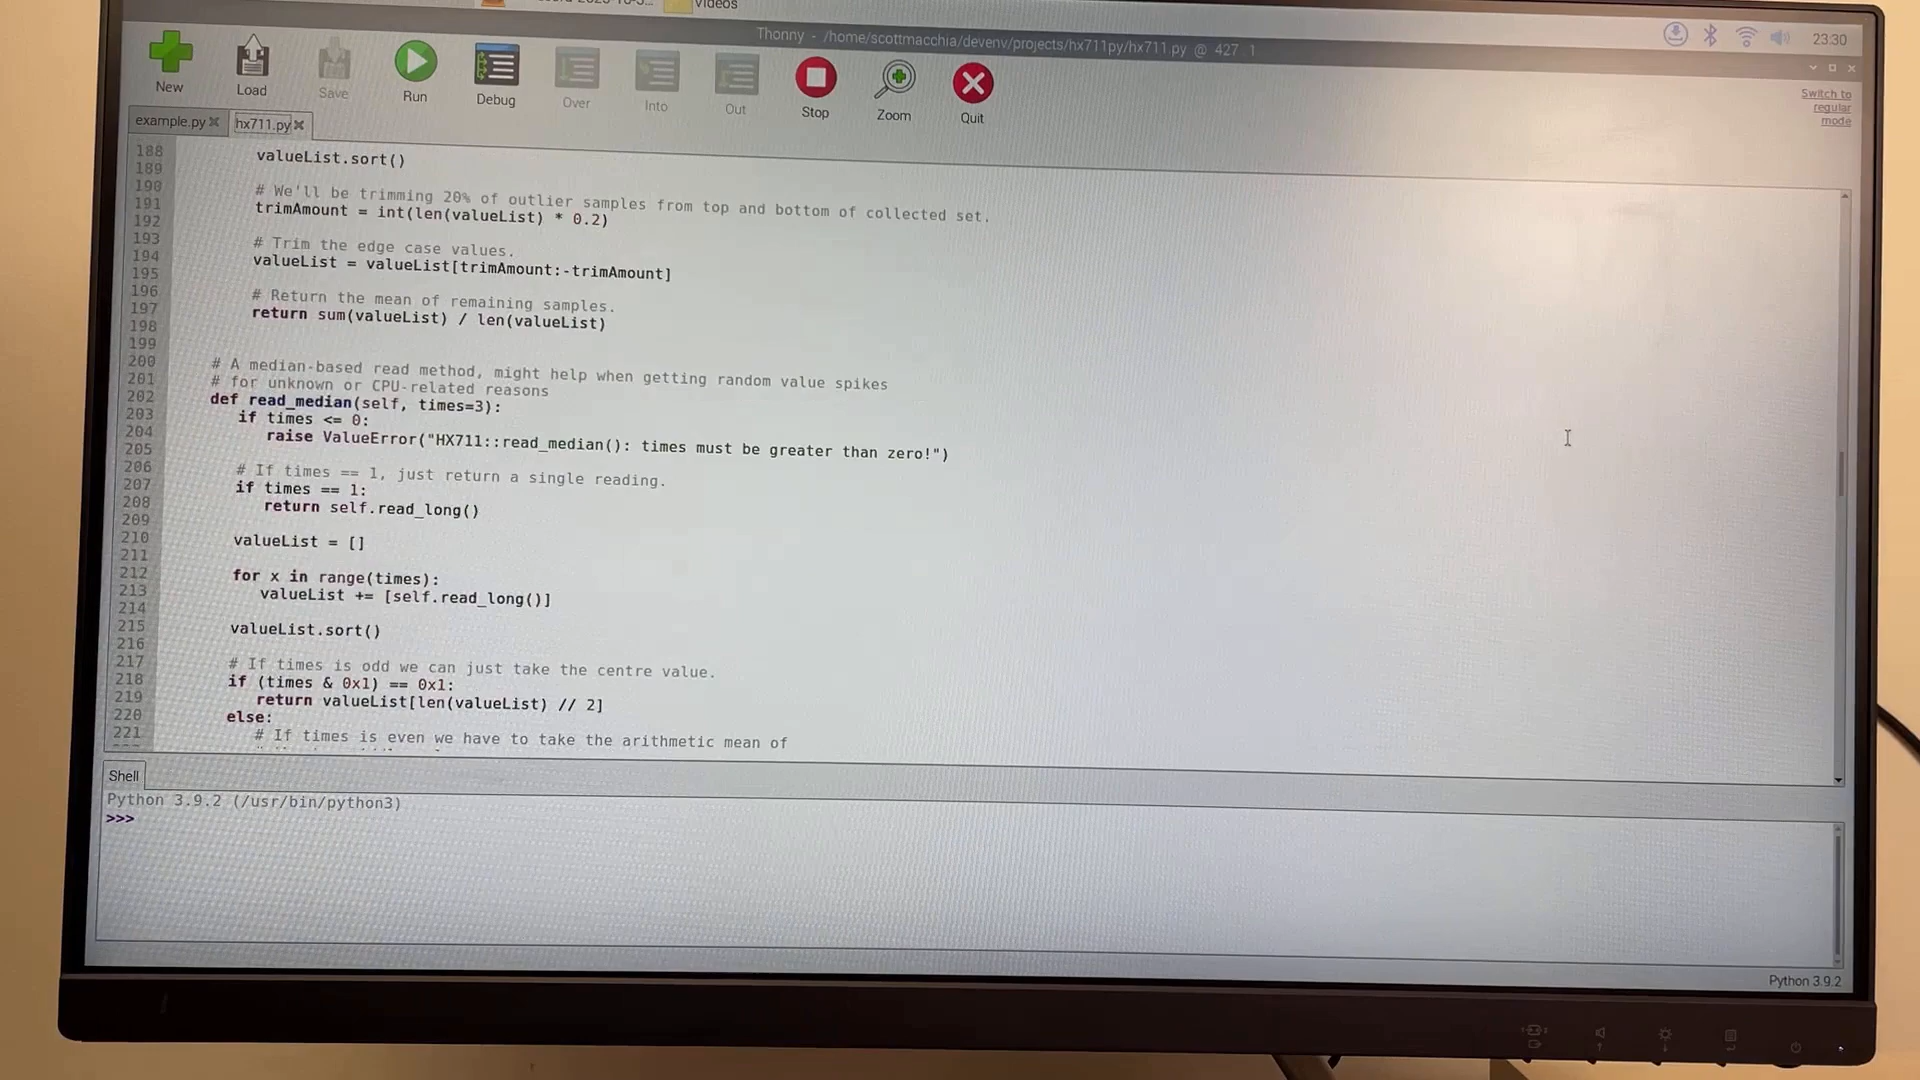 Videos
Thonny - /home/scottmacchia/devenv/projects/hx711py/hx711.py @ 427 : 1
23:30
New
Load
Save
Run
Debug
Over
Into
Out
Stop
Zoom
Quit
Switch to
regular
mode
example.py
hx711.py
188 valueList.sort()
189
190 # We'll be trimming 20% of outlier samples from top and bottom of collected set.
191 trimAmount = int(len(valueList) * 0.2)
192
193 # Trim the edge case values.
194 valueList = valueList[trimAmount:-trimAmount]
195
196 # Return the mean of remaining samples.
197 return sum(valueList) / len(valueList)
198
199
200 # A median-based read method, might help when getting random value spikes
201 # for unknown or CPU-related reasons
202 def read_median(self, times=3):
203 if times <= 0:
204 raise ValueError("HX711::read_median(): times must be greater than zero!")
205
206 # If times == 1, just return a single reading.
207 if times == 1:
208 return self.read_long()
209
210 valueList = []
211
212 for x in range(times):
213 valueList += [self.read_long()]
214
215 valueList.sort()
216
217 # If times is odd we can just take the centre value.
218 if (times & 0x1) == 0x1:
219 return valueList[len(valueList) // 2]
220 else:
221 # If times is even we have to take the arithmetic mean of
Shell
Python 3.9.2 (/usr/bin/python3)
>>>
Python 3.9.2